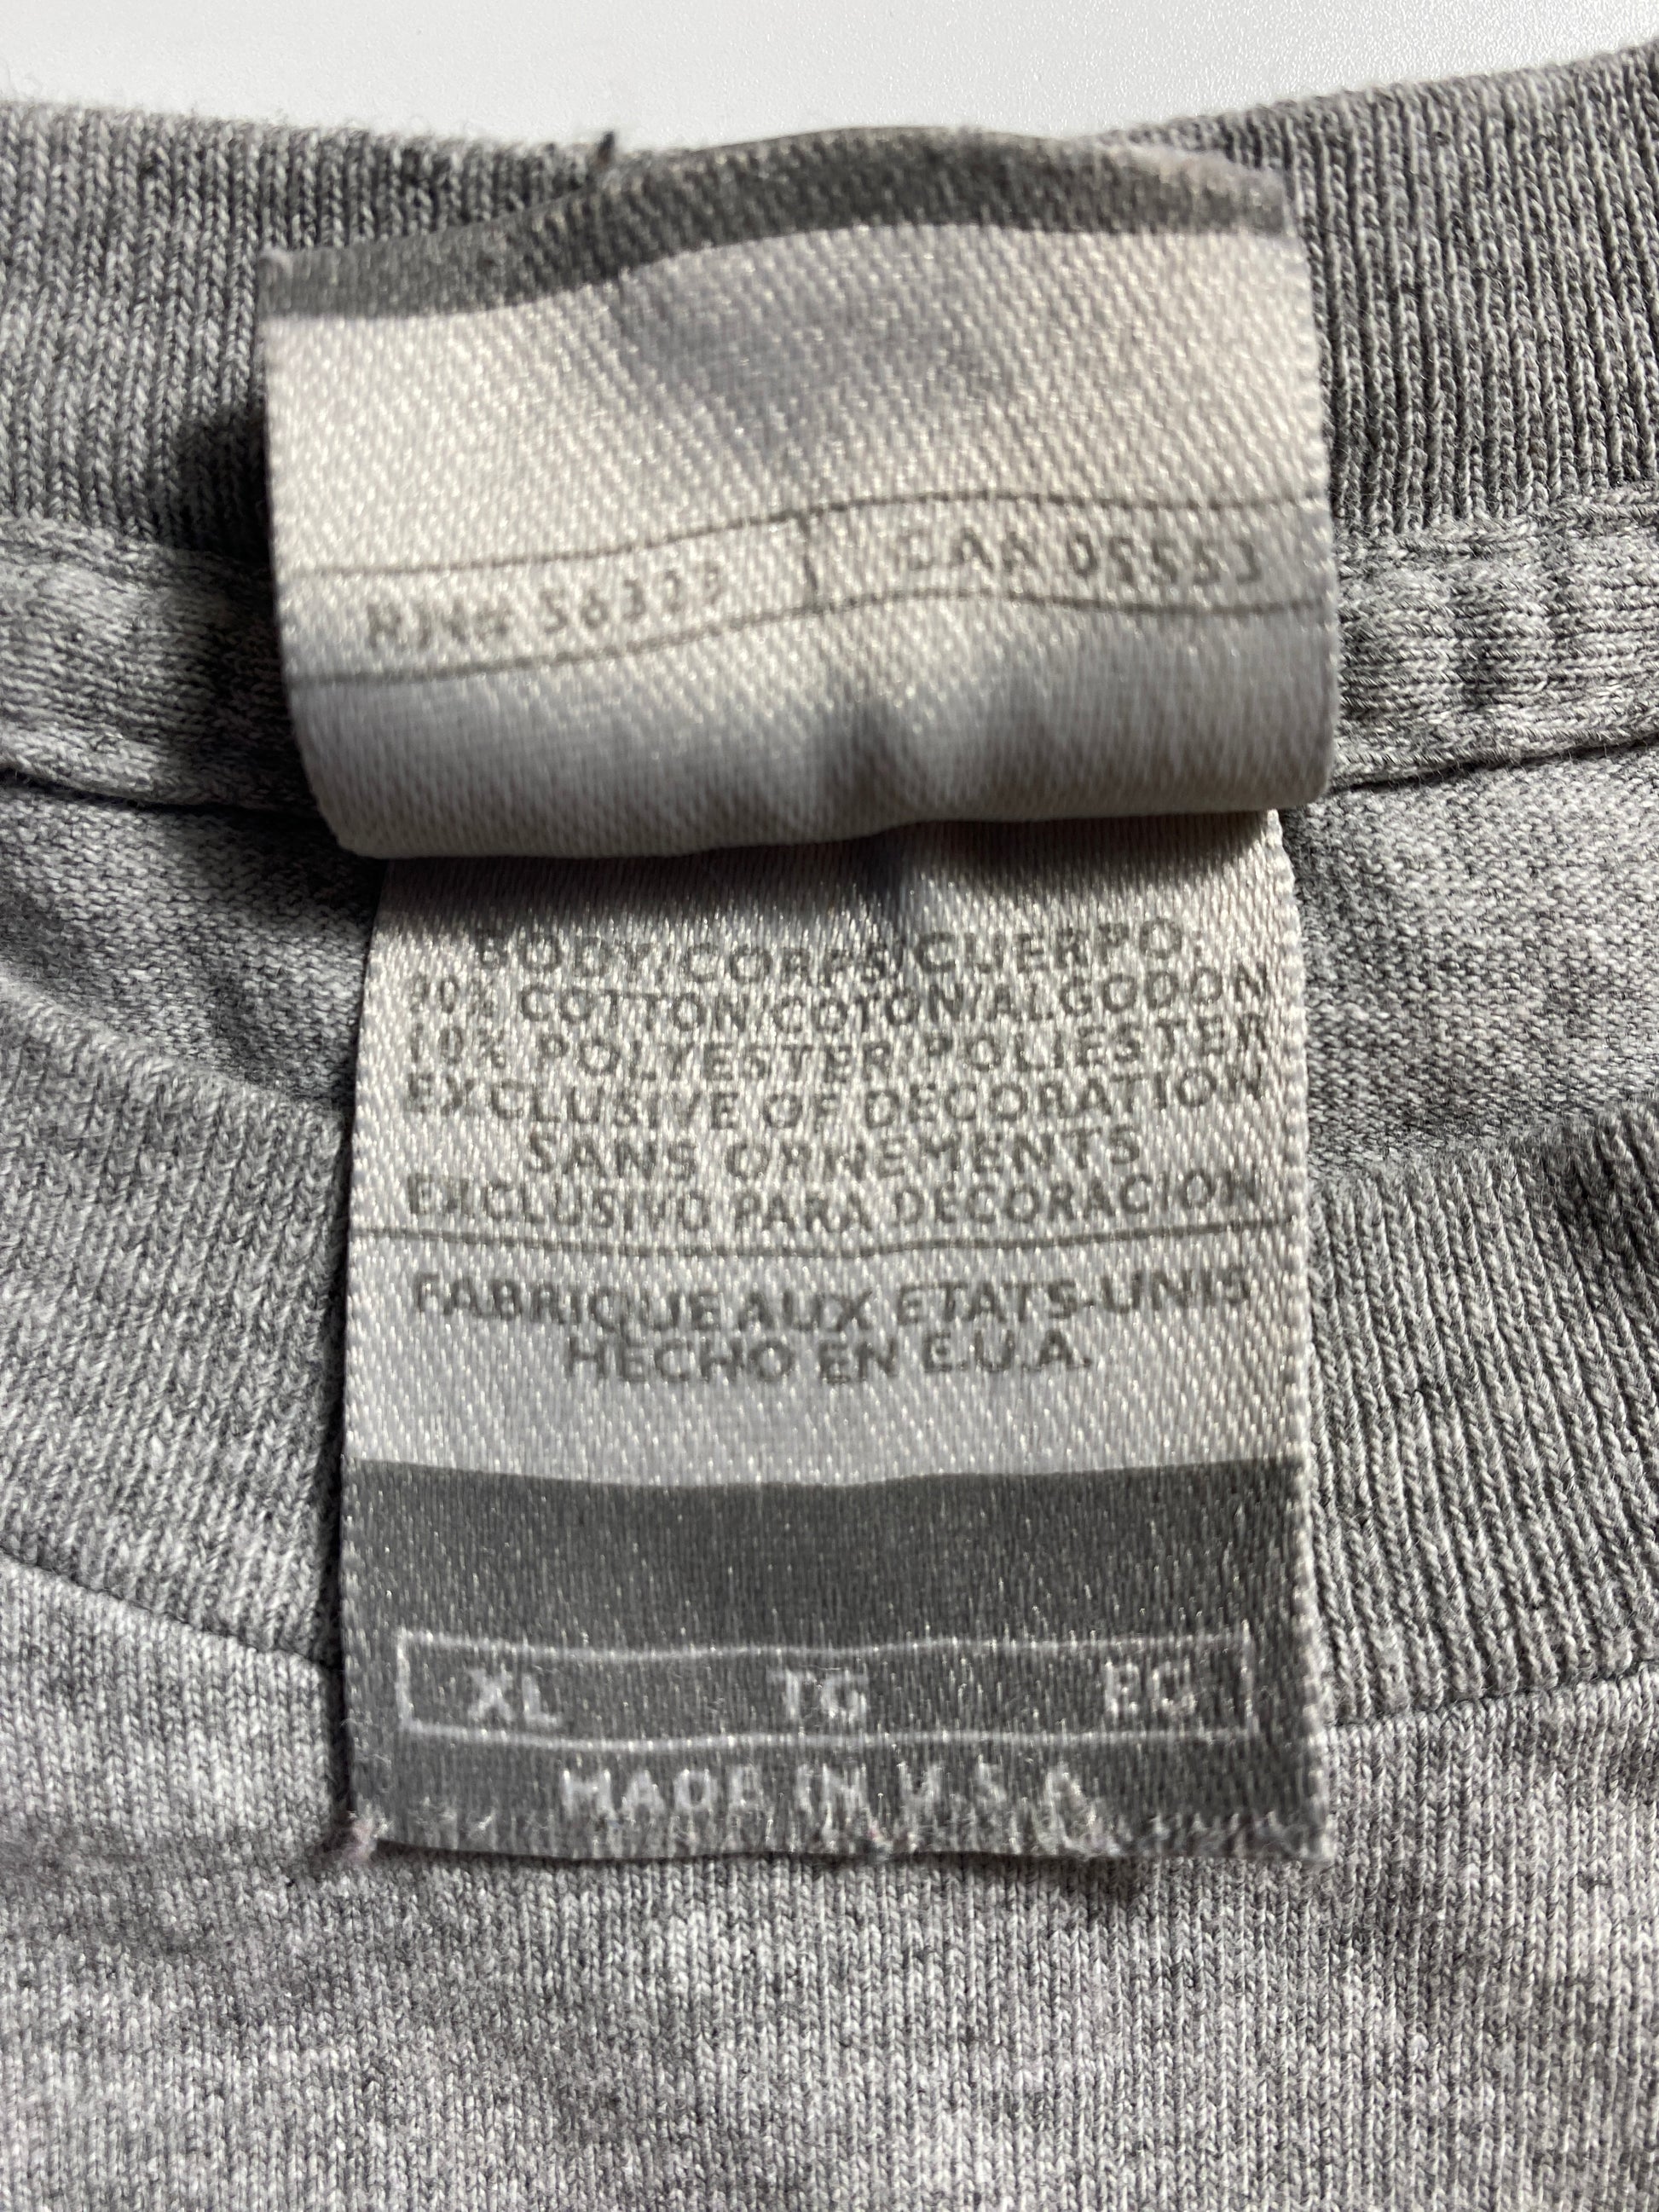 RN# 56323 CA# 05553
BODY/CORPS/CUERPO:
90% COTTON/COTON/ALGODON
10% POLYESTER/POLIESTER
EXCLUSIVE OF DECORATION
SANS ORNEMENTS
EXCLUSIVO PARA DECORACION
FABRIQUE AUX ETATS-UNIS
HECHO EN E.U.A.
XL TG EG
MADE IN U.S.A.